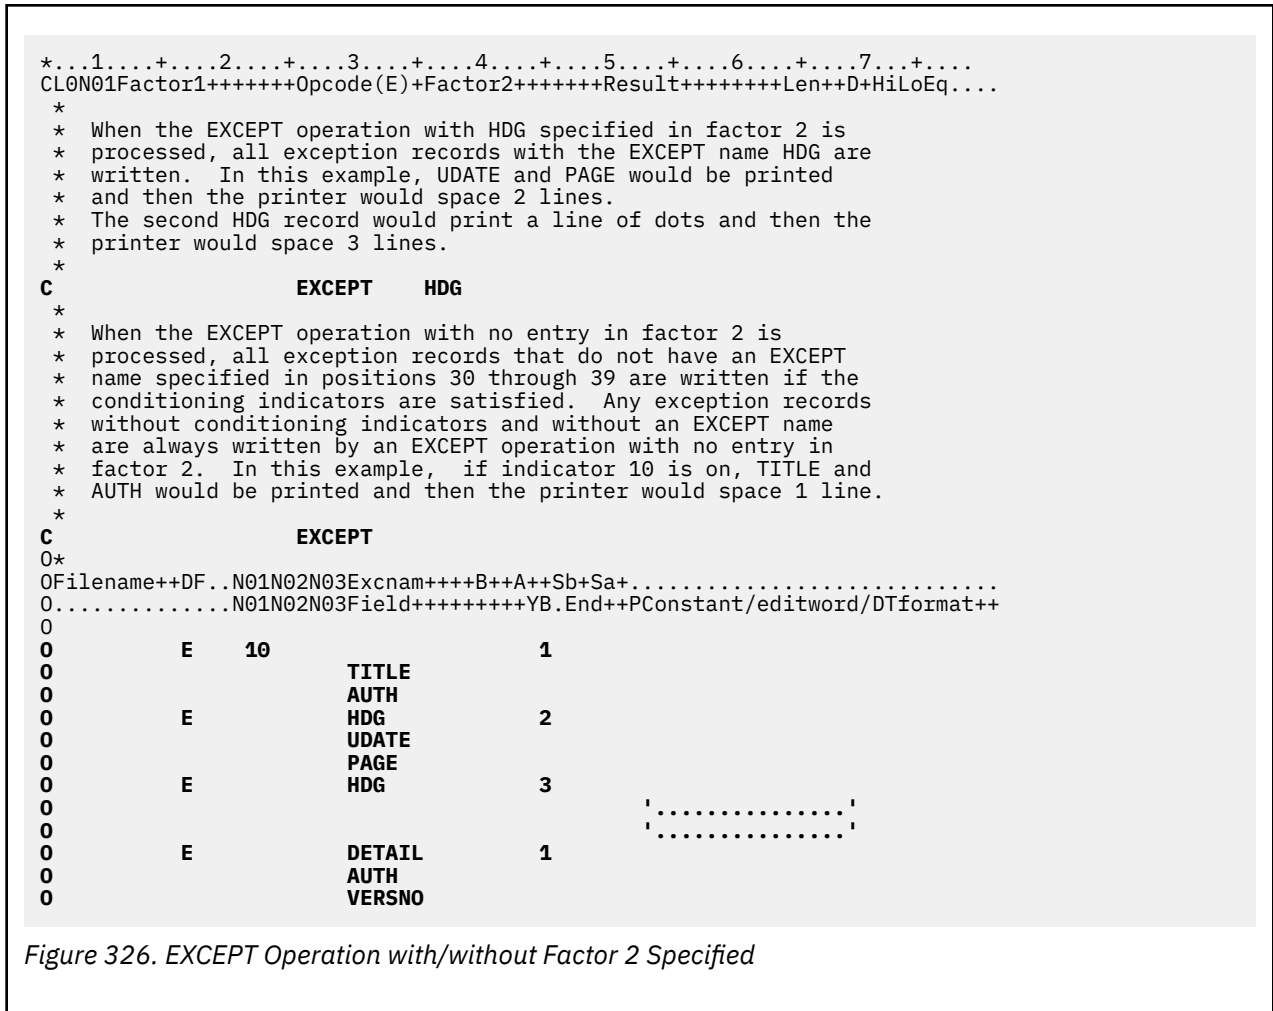 *...1....+....2....+....3....+....4....+....5....+....6....+....7...+....
CL0N01Factor1+++++++Opcode(E)+Factor2+++++++Result++++++++Len++D+HiLoEq....
 *
 *  When the EXCEPT operation with HDG specified in factor 2 is
 *  processed, all exception records with the EXCEPT name HDG are
 *  written.  In this example, UDATE and PAGE would be printed
 *  and then the printer would space 2 lines.
 *  The second HDG record would print a line of dots and then the
 *  printer would space 3 lines.
 *
C                   EXCEPT    HDG
 *
 *  When the EXCEPT operation with no entry in factor 2 is
 *  processed, all exception records that do not have an EXCEPT
 *  name specified in positions 30 through 39 are written if the
 *  conditioning indicators are satisfied.  Any exception records
 *  without conditioning indicators and without an EXCEPT name
 *  are always written by an EXCEPT operation with no entry in
 *  factor 2.  In this example,  if indicator 10 is on, TITLE and
 *  AUTH would be printed and then the printer would space 1 line.
 *
C                   EXCEPT
O*
OFilename++DF..N01N02N03Excnam++++B++A++Sb+Sa+.............................
O..............N01N02N03Field+++++++++YB.End++PConstant/editword/DTformat++
O
O          E    10                     1
O                       TITLE
O                       AUTH
O          E            HDG            2
O                       UDATE
O                       PAGE
O          E            HDG            3
O                                              '...............'
O                                              '...............'
O          E            DETAIL         1
O                       AUTH
O                       VERSNO
Figure 326. EXCEPT Operation with/without Factor 2 Specified